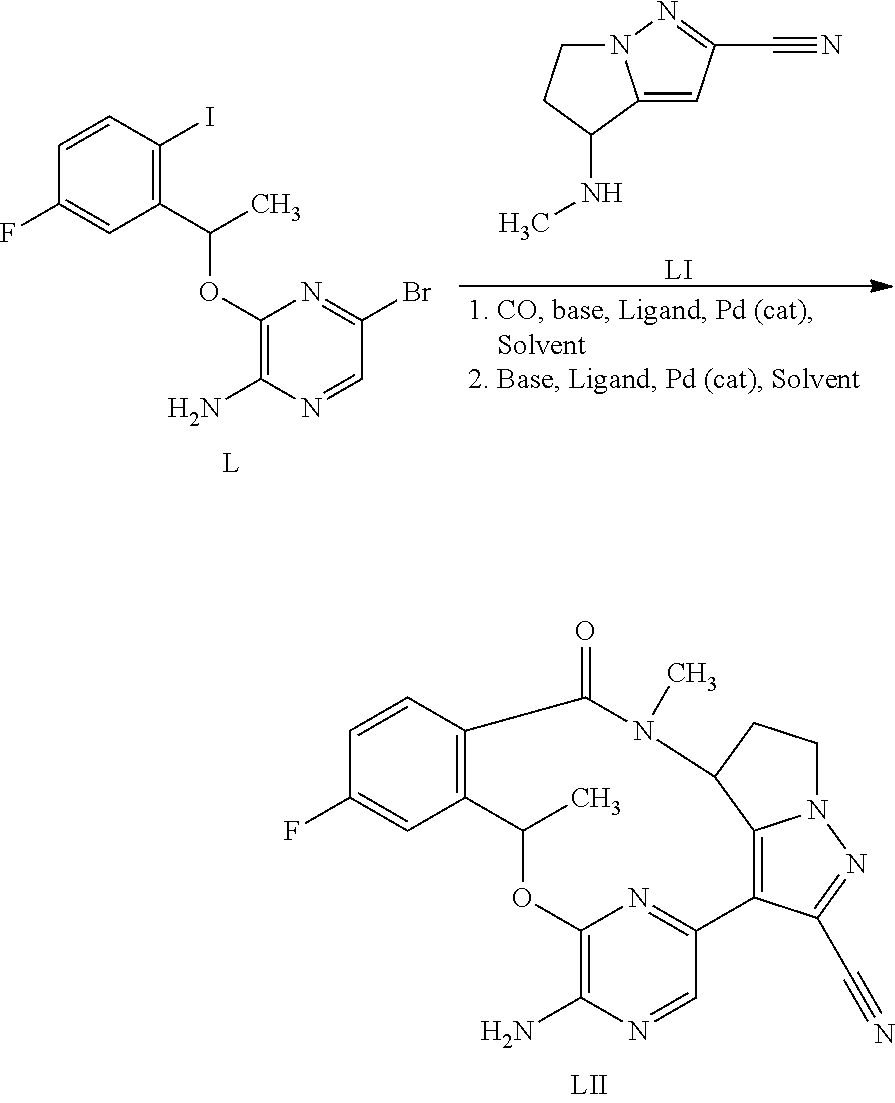 N
N
N
I
NH
F
CH₃
H₃C
LI
O
N
Br
1. CO, base, Ligand, Pd (cat),
Solvent
2. Base, Ligand, Pd (cat), Solvent
H₂N
N
L
O
CH₃
N
F
CH₃
N
N
O
N
H₂N
N
N
LII